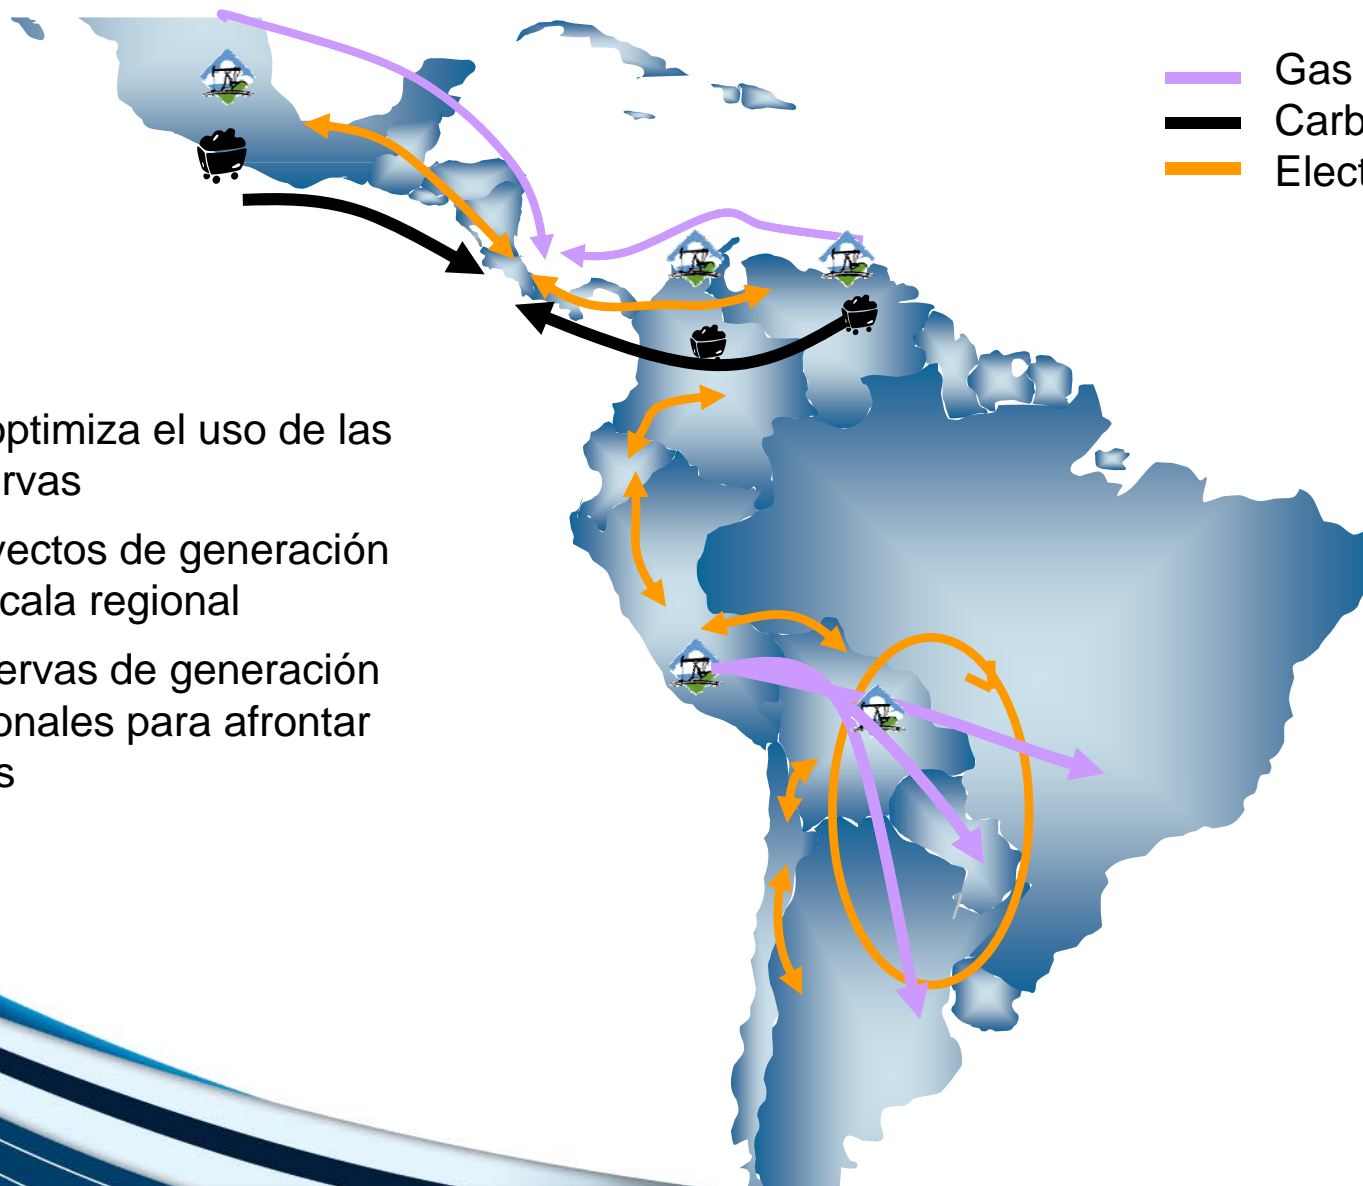 Gas
Carb
Elect
optimiza el uso de las
rvas
yectos de generación
cala regional
ervas de generación
onales para afrontar
s